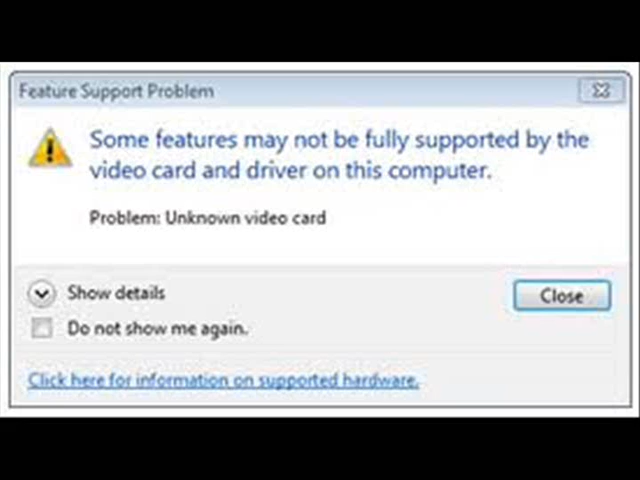 Feature Support Problem
Some features may not be fully supported by the
video card and driver on this computer.
Problem: Unknown video card
Show details
Close
Do not show me again.
Click here for information on supported hardware.